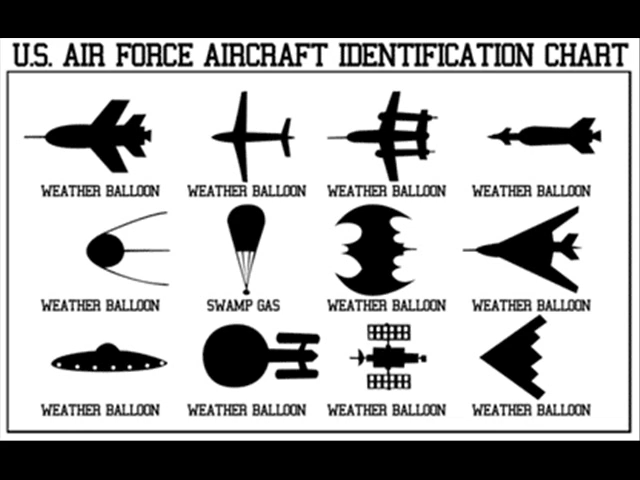 U.S. AIR FORCE AIRCRAFT IDENTIFICATION CHART
WEATHER BALLOON WEATHER BALLOON WEATHER BALLOON WEATHER BALLOON
WEATHER BALLOON SWAMP GAS WEATHER BALLOON WEATHER BALLOON
WEATHER BALLOON WEATHER BALLOON WEATHER BALLOON WEATHER BALLOON